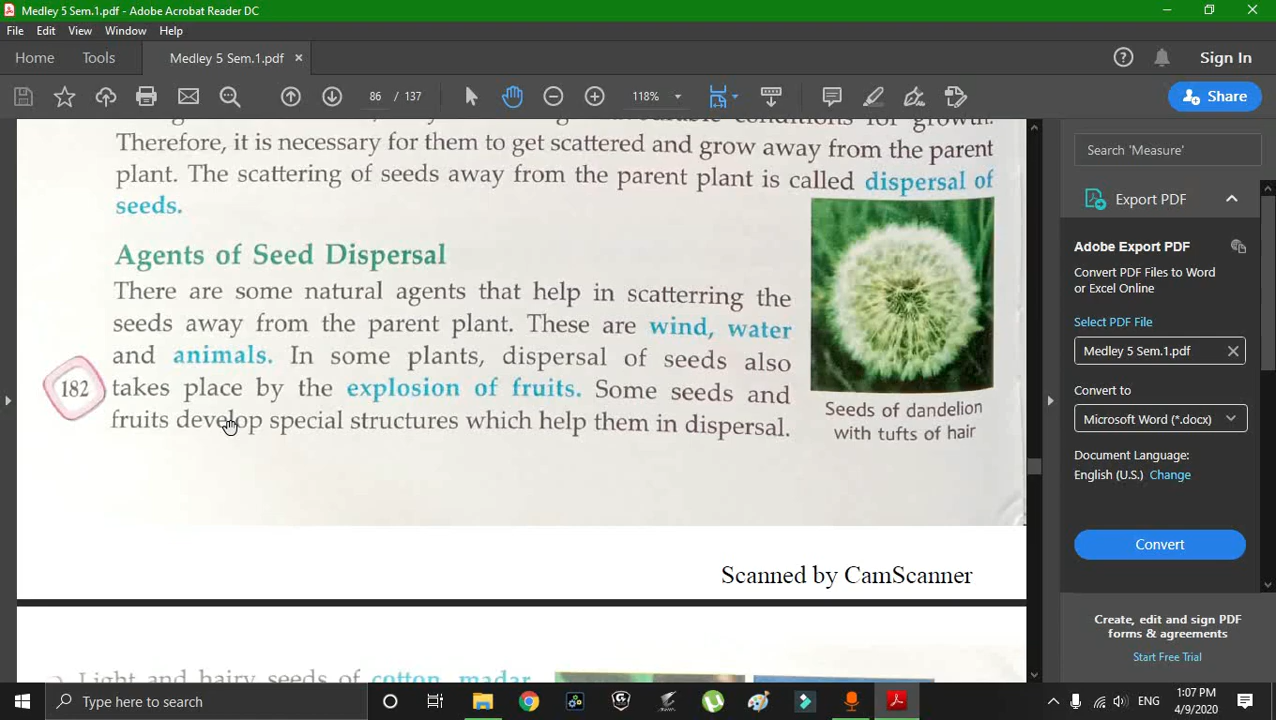 Medley 5 Sem.1.pdf - Adobe Acrobat Reader DC
File Edit View Window Help
Home Tools Medley 5 Sem.1.pdf × Sign In
86 / 137 118% Share
Therefore, it is necessary for them to get scattered and grow away from the parent
plant. The scattering of seeds away from the parent plant is called dispersal of
seeds.
Agents of Seed Dispersal
There are some natural agents that help in scatterring the
seeds away from the parent plant. These are wind, water
and animals. In some plants, dispersal of seeds also
182 takes place by the explosion of fruits. Some seeds and
fruits develop special structures which help them in dispersal.
Seeds of dandelion
with tufts of hair
Scanned by CamScanner
Light and hairy seeds of cotton, madar
Search 'Measure'
Export PDF
Adobe Export PDF
Convert PDF Files to Word
or Excel Online
Select PDF File
Medley 5 Sem.1.pdf
Convert to
Microsoft Word (*.docx)
Document Language:
English (U.S.) Change
Convert
Create, edit and sign PDF
forms & agreements
Start Free Trial
Type here to search
ENG
1:07 PM
4/9/2020